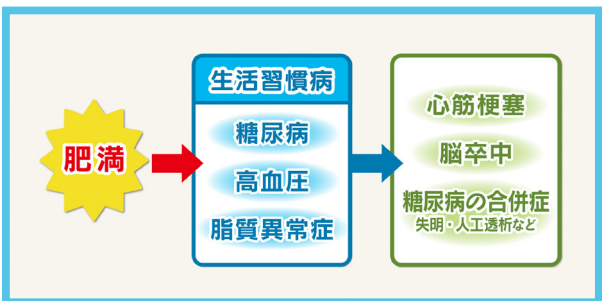 肥満
生活習慣病
糖尿病
高血圧
脂質異常症
心筋梗塞
脳卒中
糖尿病の合併症
失明・人工透析など